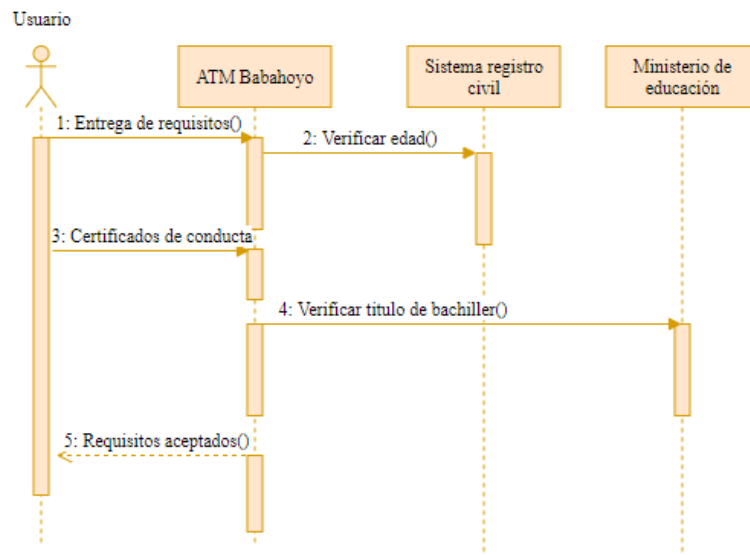 Usuario
ATM Babahoyo
Sistema registro
civil
Ministerio de
educación
1: Entrega de requisitos()
2: Verificar edad()
3: Certificados de conducta
4: Verificar titulo de bachiller()
5: Requisitos aceptados()